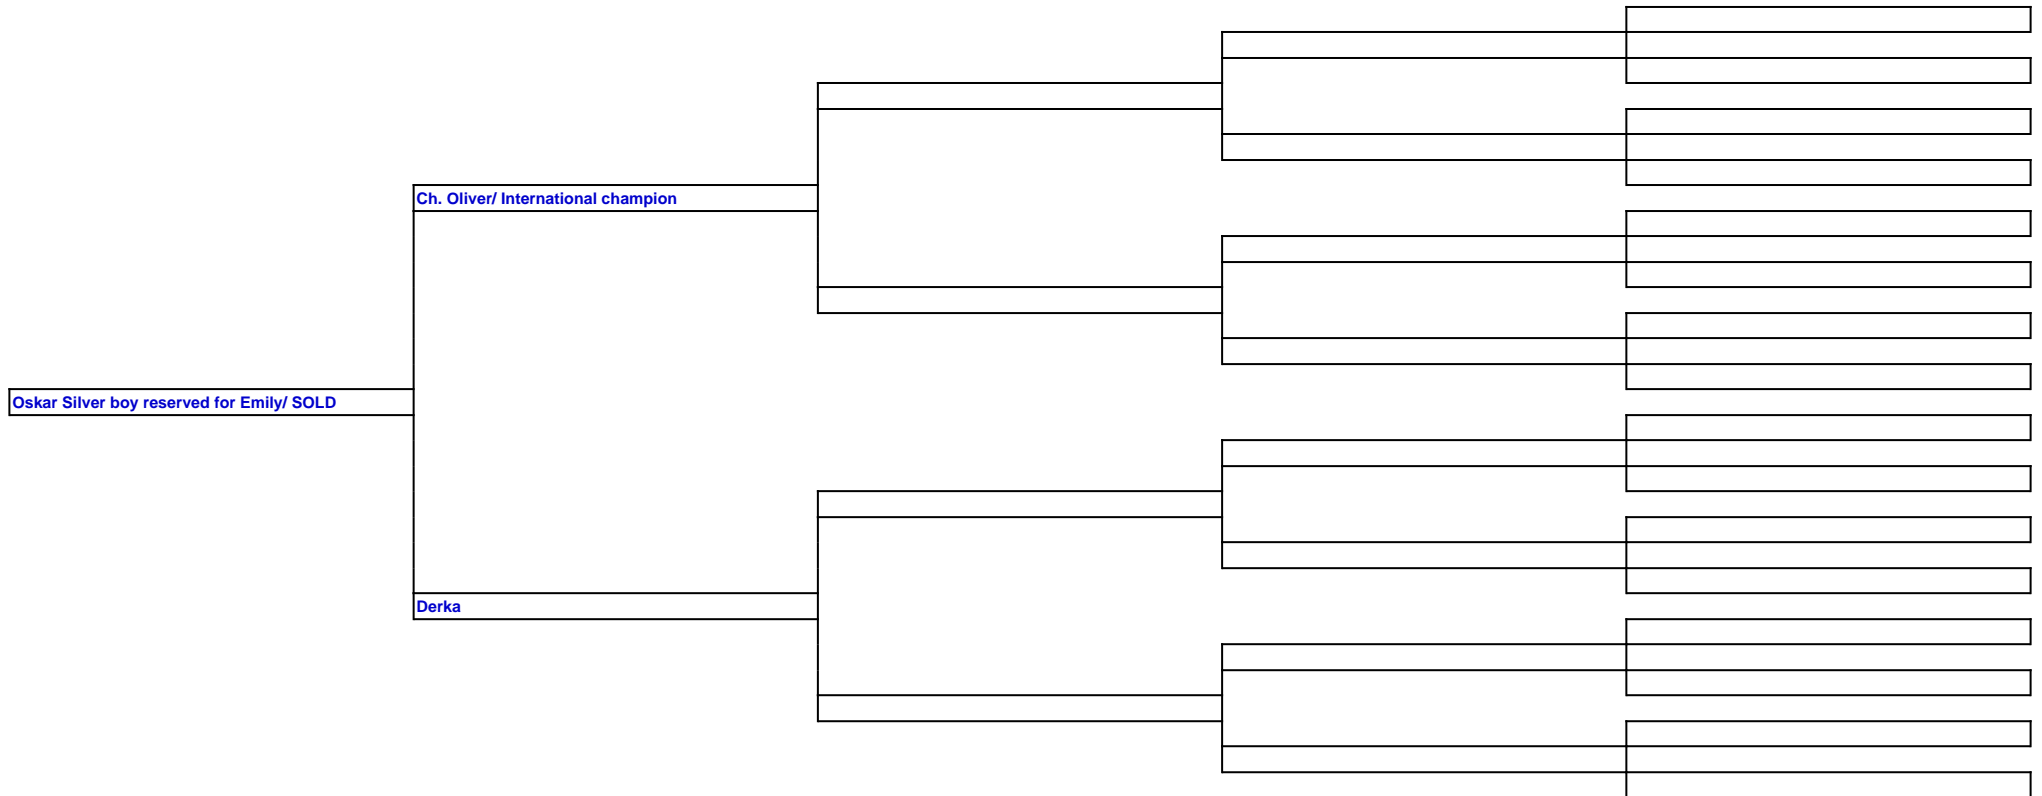 Ch. Oliver/ International champion
Oskar Silver boy reserved for Emily/ SOLD
Derka